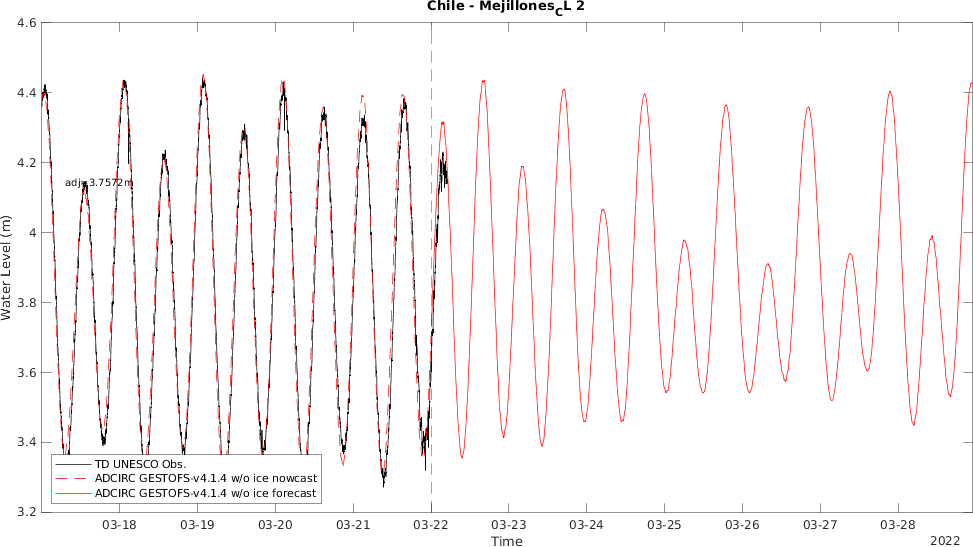 Chile - Mejillones_CL 2
4.6
4.4
4.2
adj=3.7572m
4
Water Level (m)
3.8
3.6
3.4
3.2
TD UNESCO Obs.
ADCIRC GESTOFS-v4.1.4 w/o ice nowcast
ADCIRC GESTOFS-v4.1.4 w/o ice forecast
03-18 03-19 03-20 03-21 03-22 03-23 03-24 03-25 03-26 03-27 03-28
Time
2022